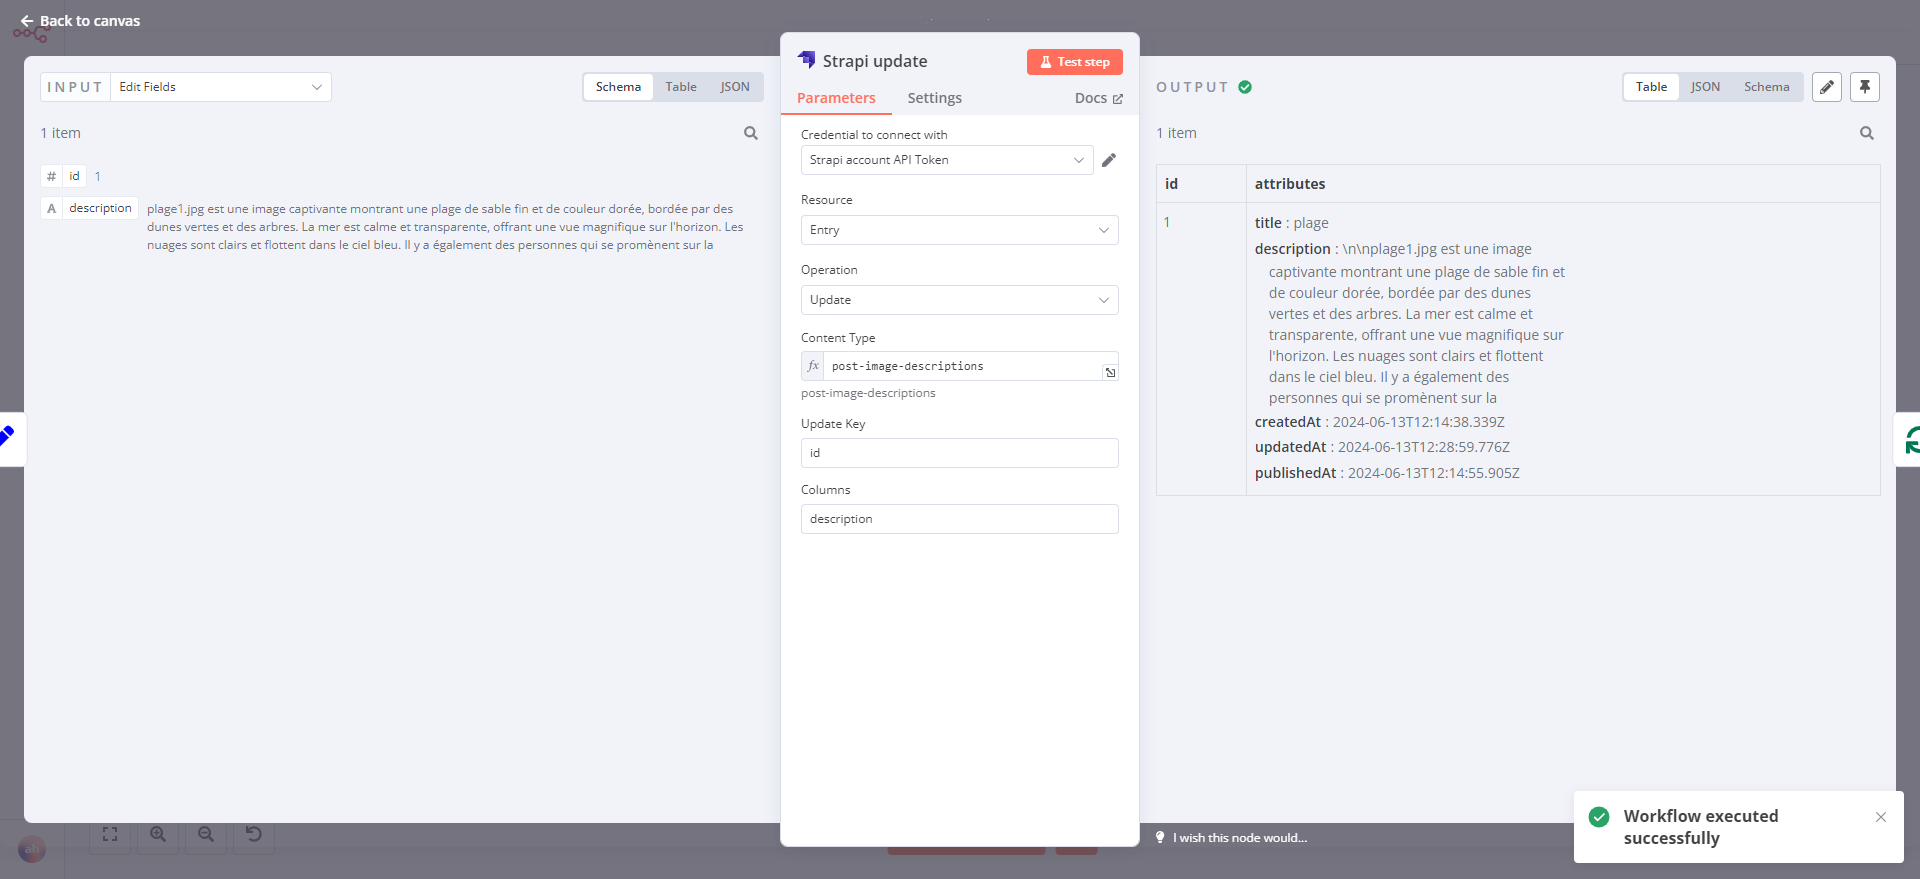 Back to canvas
INPUT Edit Fields
Schema Table JSON
1 item
# id 1
A description plage1.jpg est une image captivante montrant une plage de sable fin et de couleur dorée, bordée par des
dunes vertes et des arbres. La mer est calme et transparente, offrant une vue magnifique sur l'horizon. Les
nuages sont clairs et flottent dans le ciel bleu. Il y a également des personnes qui se promènent sur la
Strapi update
Test step
Parameters Settings Docs
Credential to connect with
Strapi account API Token
Resource
Entry
Operation
Update
Content Type
fx post-image-descriptions
post-image-descriptions
Update Key
id
Columns
description
OUTPUT
Table JSON Schema
1 item
id attributes
1 title : plage
description : \n\nplage1.jpg est une image
captivante montrant une plage de sable fin et
de couleur dorée, bordée par des dunes
vertes et des arbres. La mer est calme et
transparente, offrant une vue magnifique sur
l'horizon. Les nuages sont clairs et flottent
dans le ciel bleu. Il y a également des
personnes qui se promènent sur la
createdAt : 2024-06-13T12:14:38.339Z
updatedAt : 2024-06-13T12:28:59.776Z
publishedAt : 2024-06-13T12:14:55.905Z
ah
I wish this node would...
Workflow executed
successfully